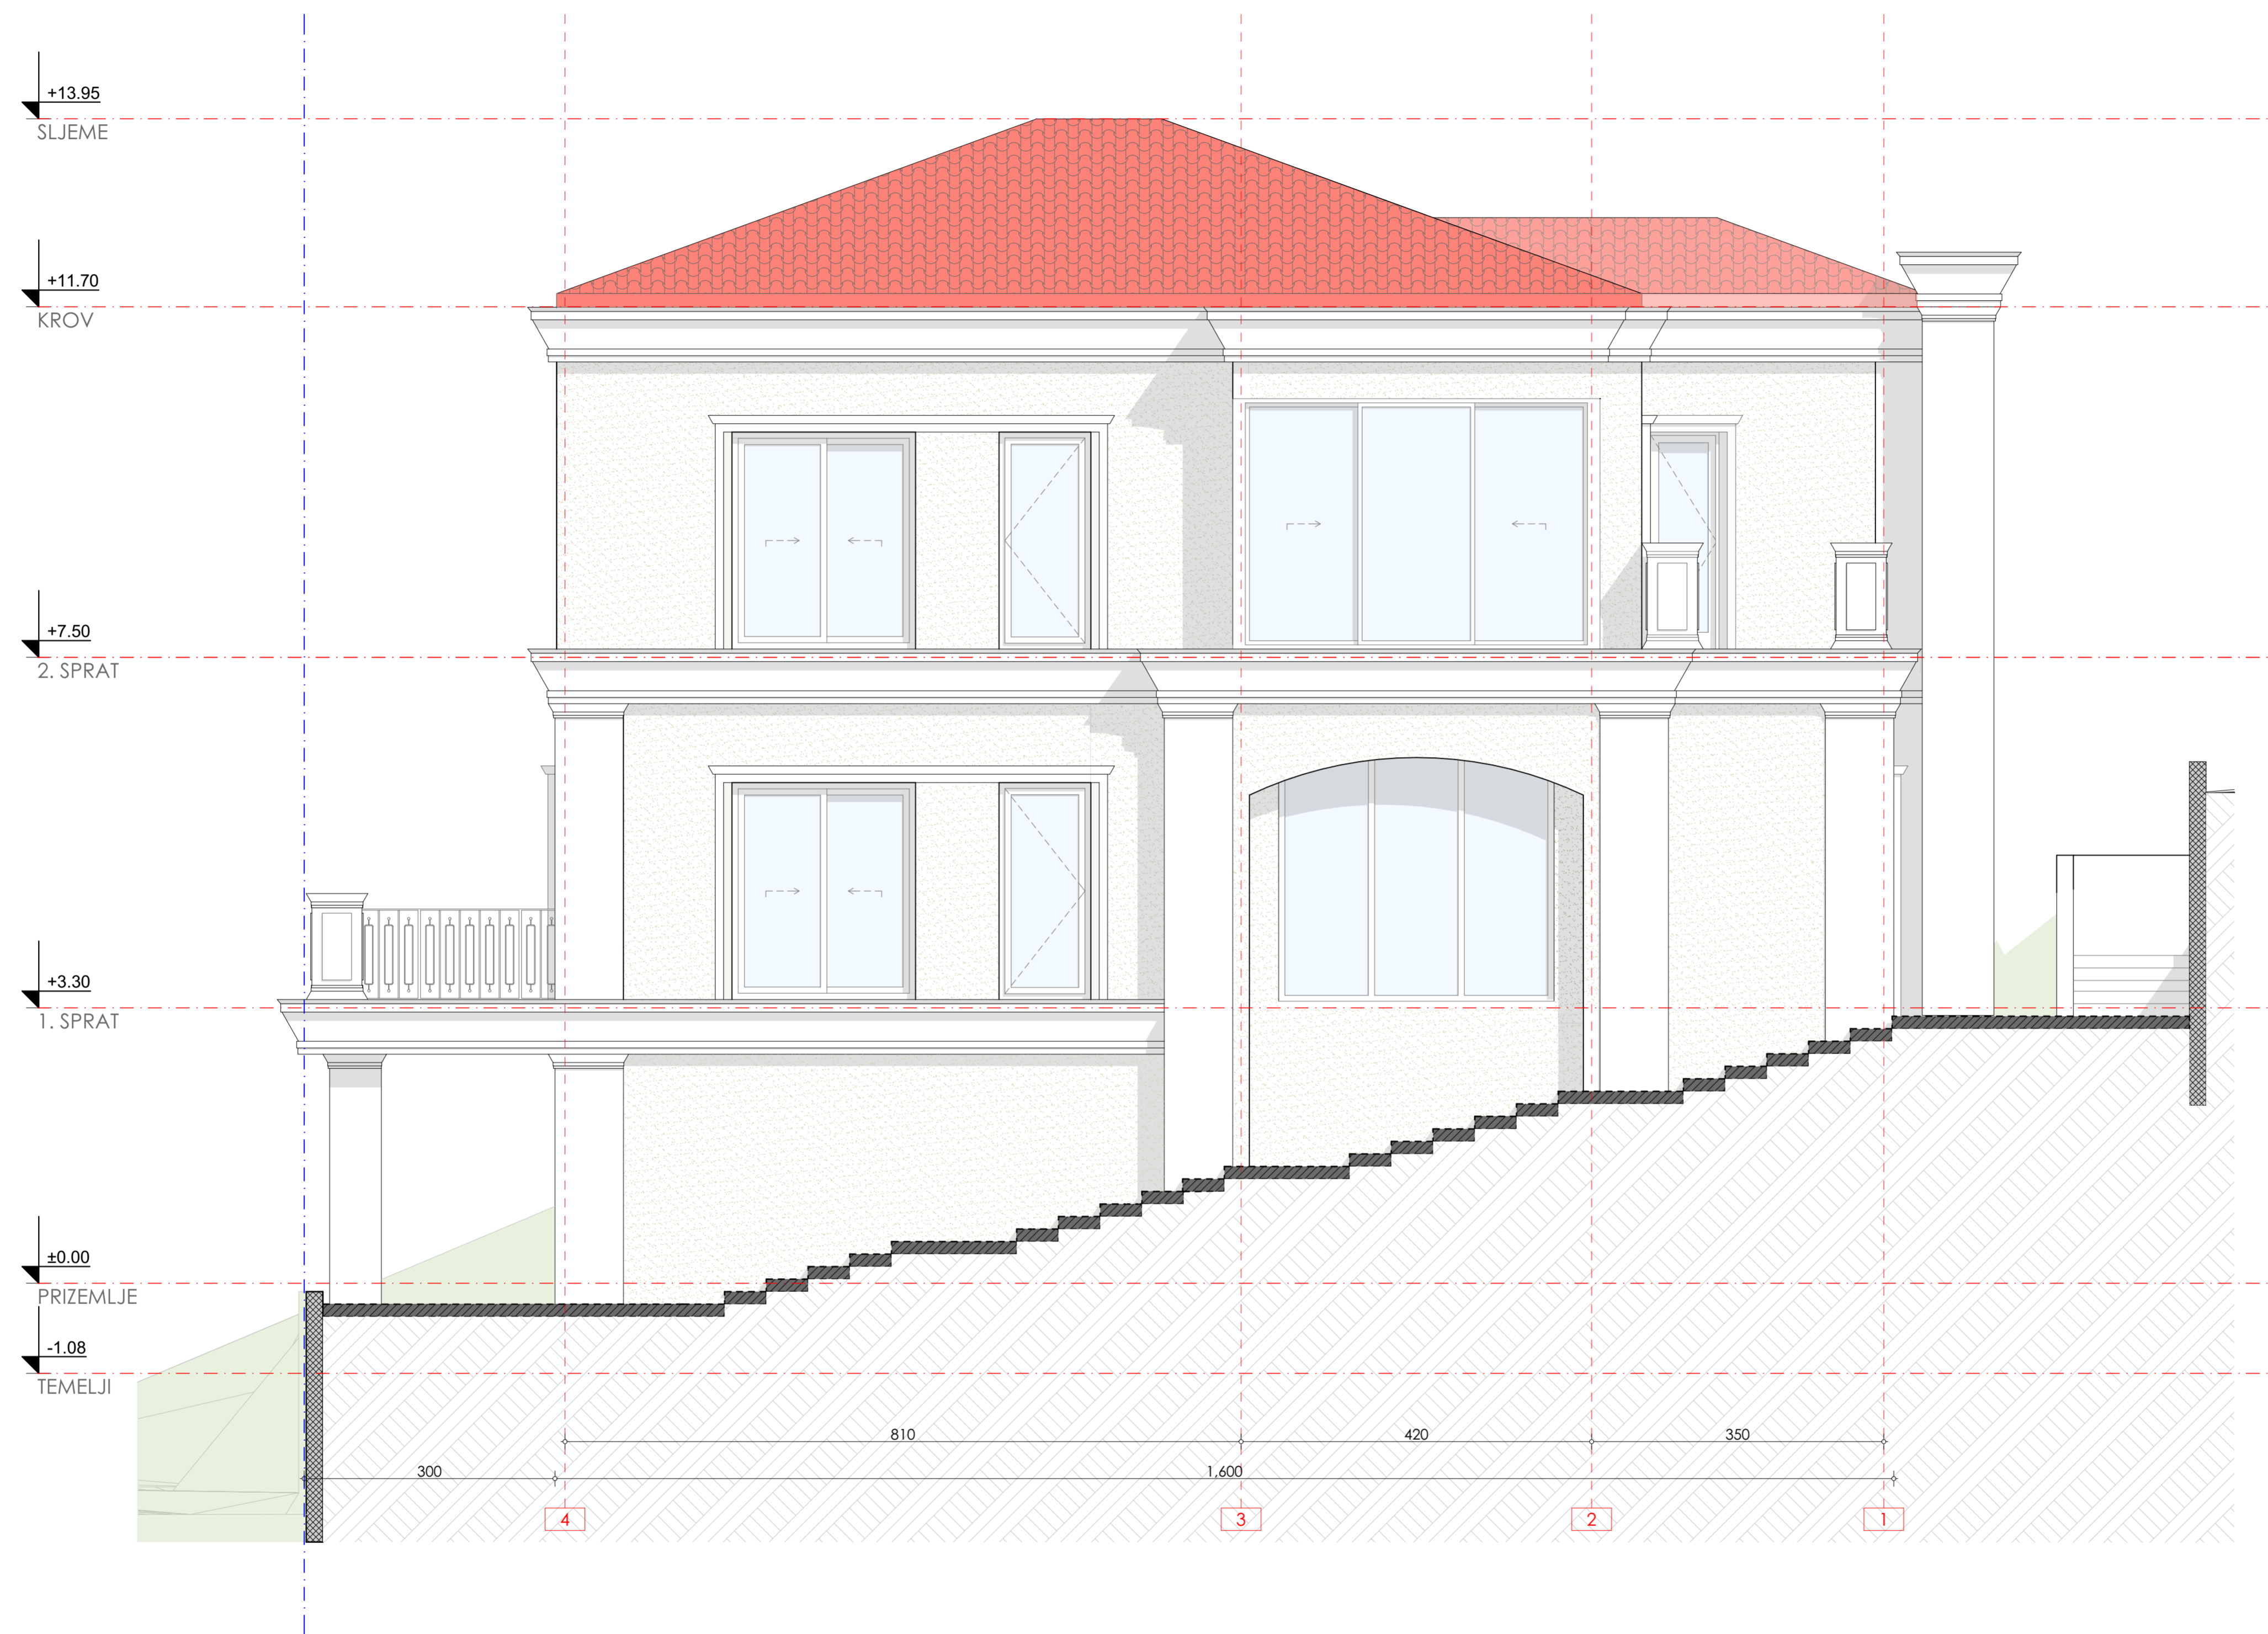 +13.95
SLJEME
+11.70
KROV
+7.50
2. SPRAT
+3.30
1. SPRAT
±0.00
PRIZEMLJE
-1.08
TEMELJI
810 420 350
300 1,600
4 3 2 1